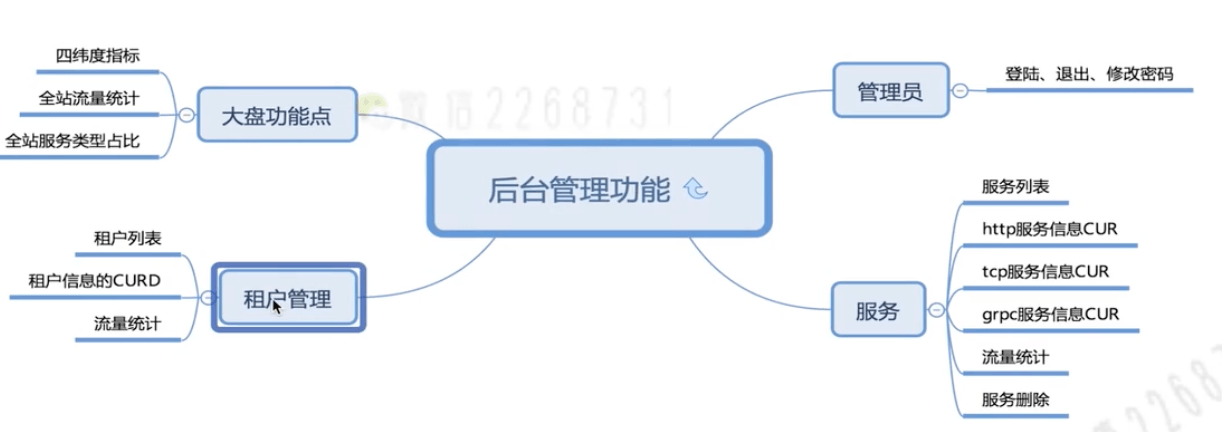 后台管理功能
管理员
登陆、退出、修改密码
服务
服务列表
http服务信息CUR
tcp服务信息CUR
grpc服务信息CUR
流量统计
服务删除
大盘功能点
四纬度指标
全站流量统计
全站服务类型占比
租户管理
租户列表
租户信息的CURD
流量统计
微信2268731